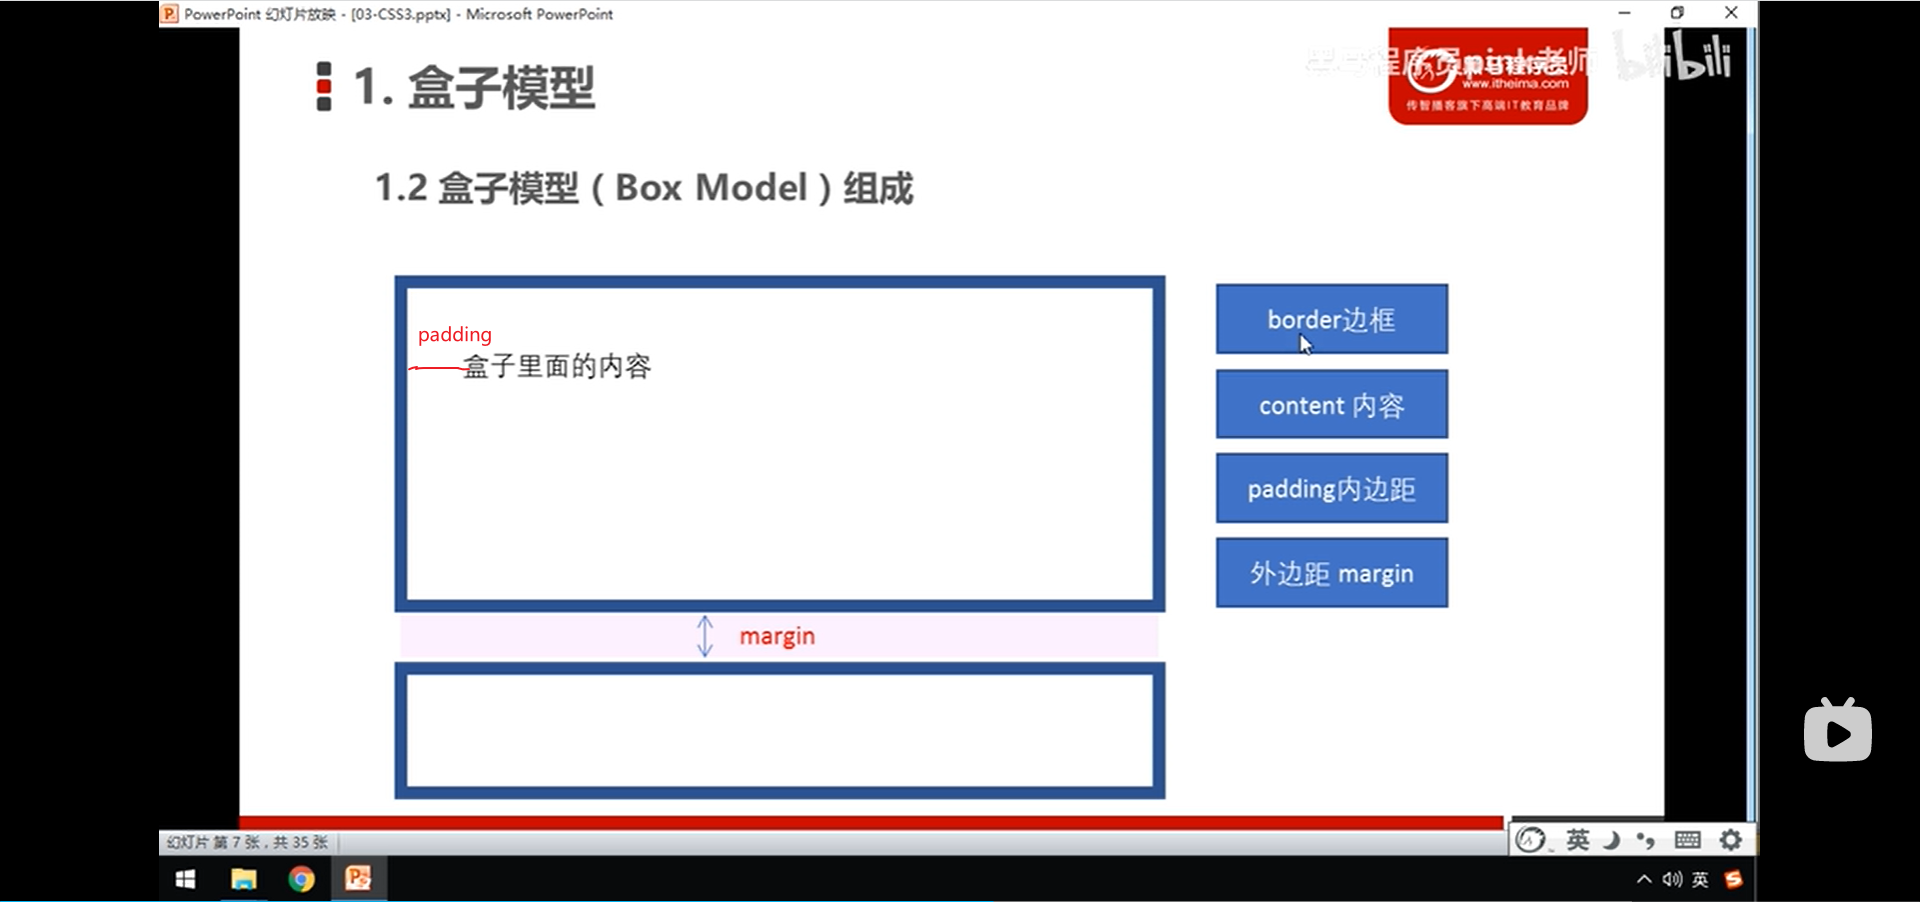 PowerPoint 幻灯片放映 - [03-CSS3.pptx] - Microsoft PowerPoint
黑马程序员pink老师
bilibili
www.itheima.com
传智播客旗下高端IT教育品牌
1. 盒子模型
1.2 盒子模型（Box Model）组成
padding
盒子里面的内容
border边框
content 内容
padding内边距
外边距 margin
margin
幻灯片 第 7 张，共 35 张
英
英